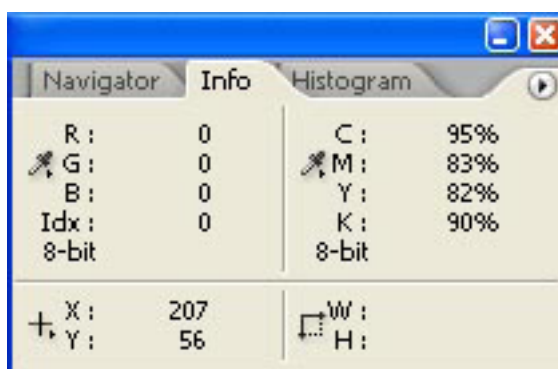 Navigator Info Histogram
R: 0 C: 95%
G: 0 M: 83%
B: 0 Y: 82%
Idx: 0 K: 90%
8-bit 8-bit
X: 207 W:
Y: 56 H: